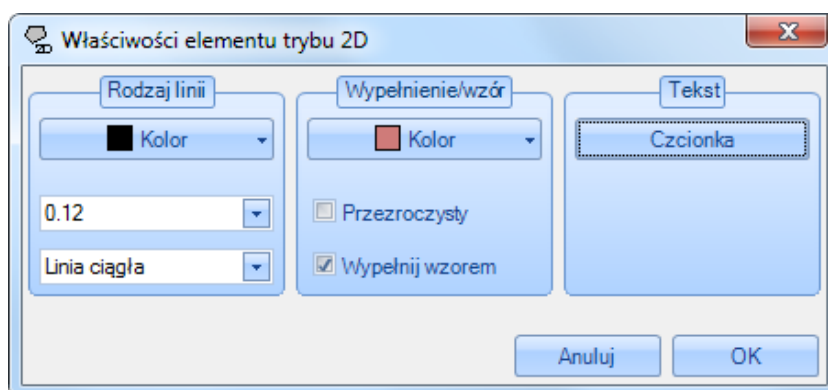 2D
Właściwości elementu trybu 2D
Rodzaj linii
Kolor
0.12
Linia ciągła
Wypełnienie/wzór
Kolor
Przezroczysty
Wypełnij wzorem
Tekst
Czcionka
Anuluj
OK